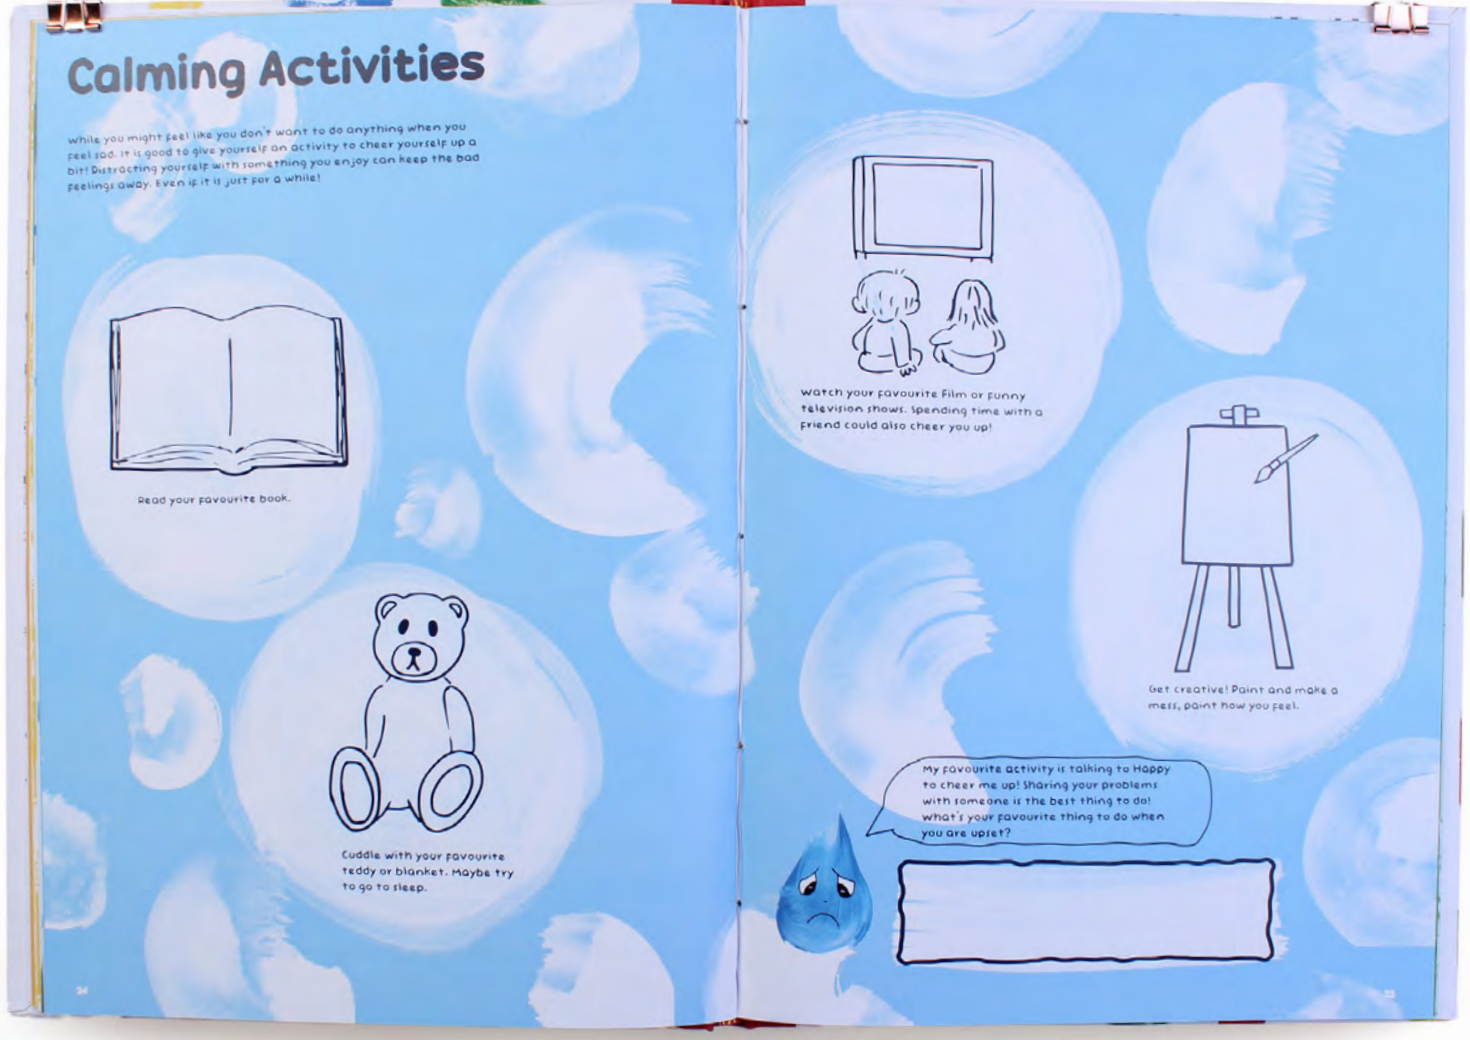 Calming Activities
While you might feel like you don't want to do anything when you
feel sad. It is good to give yourself an activity to cheer yourself up a
bit! Distracting yourself with something you enjoy can keep the bad
feelings away. Even if it is just for a while!
Read your favourite book.
Cuddle with your favourite
teddy or blanket. Maybe try
to go to sleep.
24
Watch your favourite film or funny
television shows. Spending time with a
friend could also cheer you up!
Get creative! Paint and make a
mess, paint how you feel.
My favourite activity is talking to Happy
to cheer me up! Sharing your problems
with someone is the best thing to do!
What's your favourite thing to do when
you are upset?